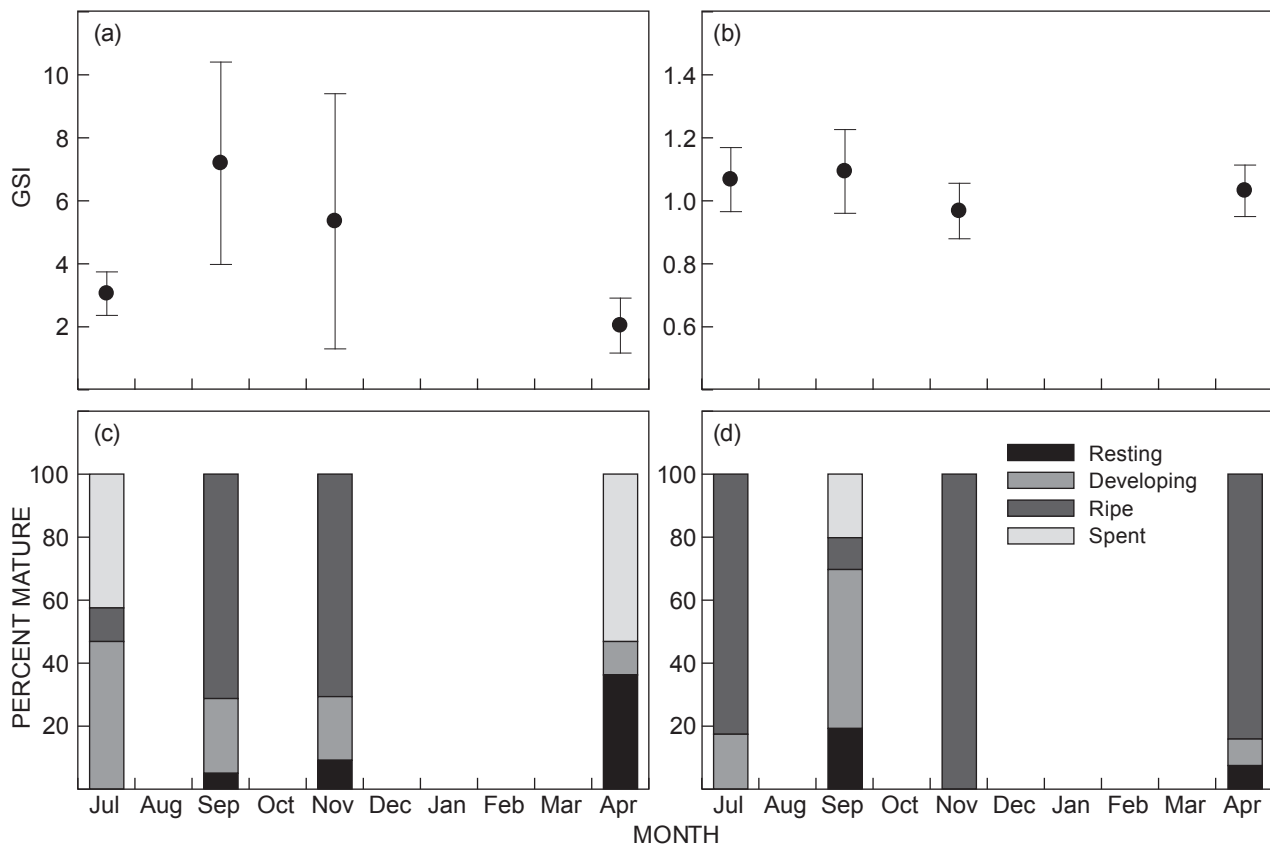 (a)
(b)
10
8
6
4
2
GSI
1.4
1.2
1.0
0.8
0.6
(c)
(d)
100
80
60
40
20
PERCENT MATURE
100
80
60
40
20
Resting
Developing
Ripe
Spent
Jul Aug Sep Oct Nov Dec Jan Feb Mar Apr
Jul Aug Sep Oct Nov Dec Jan Feb Mar Apr
MONTH